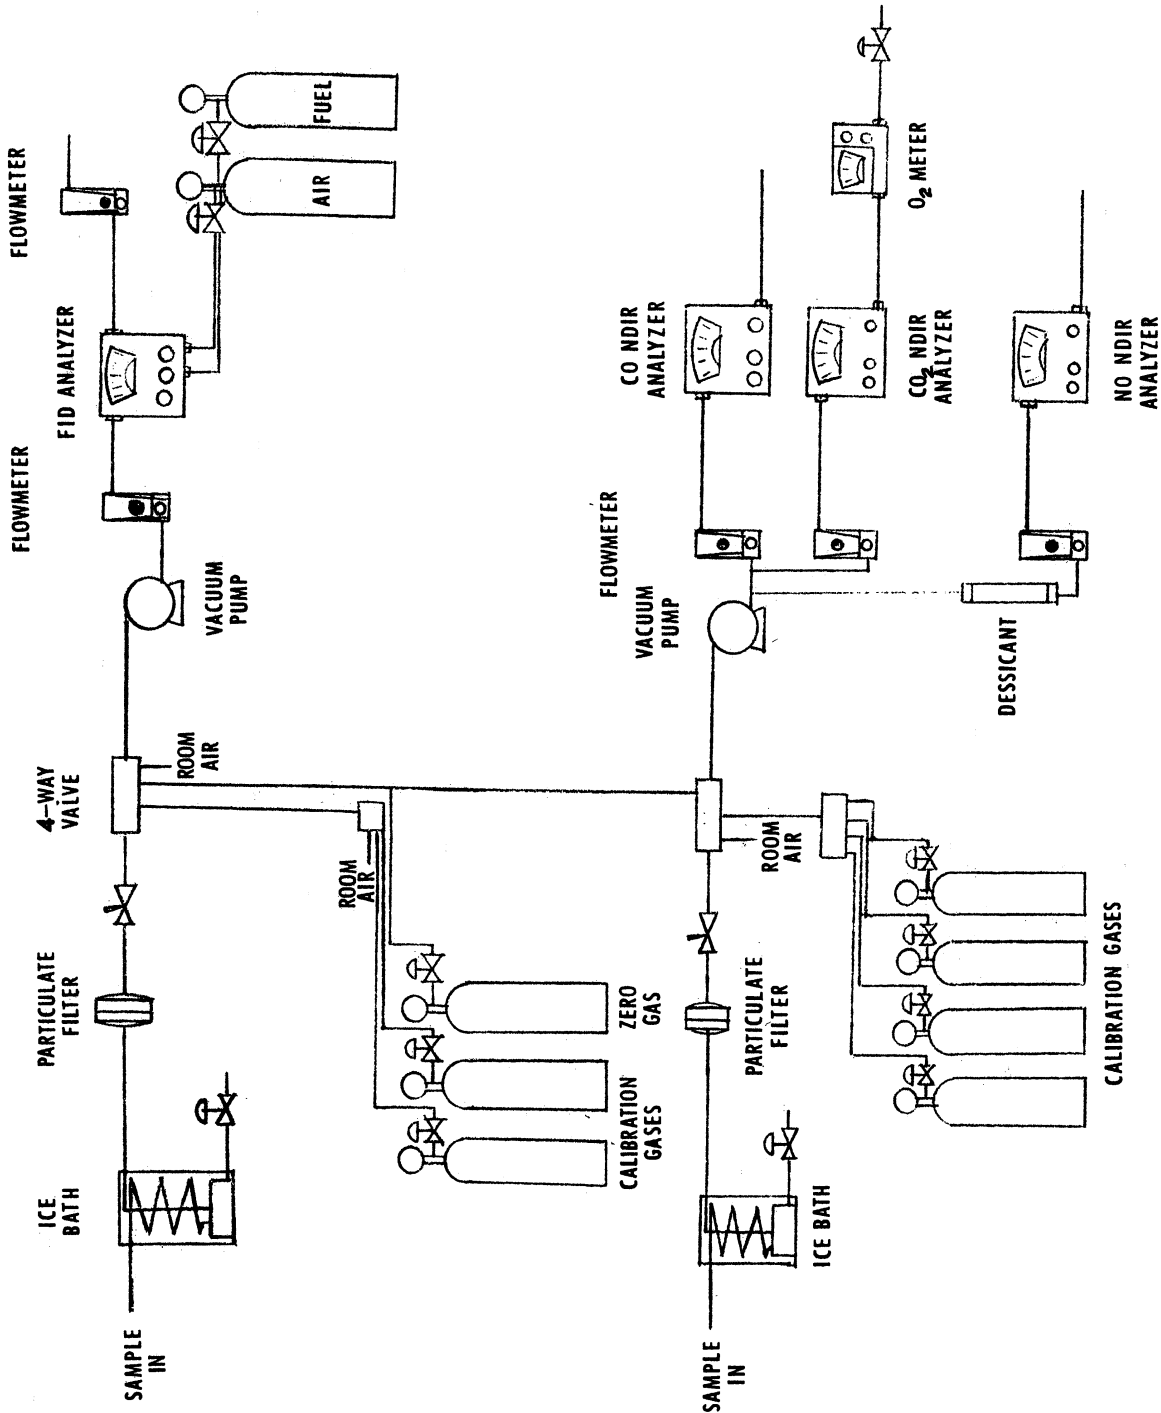 SAMPLE
IN
ICE
BATH
PARTICULATE
FILTER
4-WAY
VALVE
ROOM
AIR
VACUUM
PUMP
FLOWMETER
FID ANALYZER
FLOWMETER
AIR
FUEL
ROOM
AIR
CALIBRATION
GASES
ZERO
GAS
SAMPLE
IN
ICE BATH
PARTICULATE
FILTER
ROOM
AIR
CALIBRATION GASES
VACUUM
PUMP
FLOWMETER
DESSICANT
CO NDIR
ANALYZER
CO2 NDIR
ANALYZER
O2 METER
NO NDIR
ANALYZER